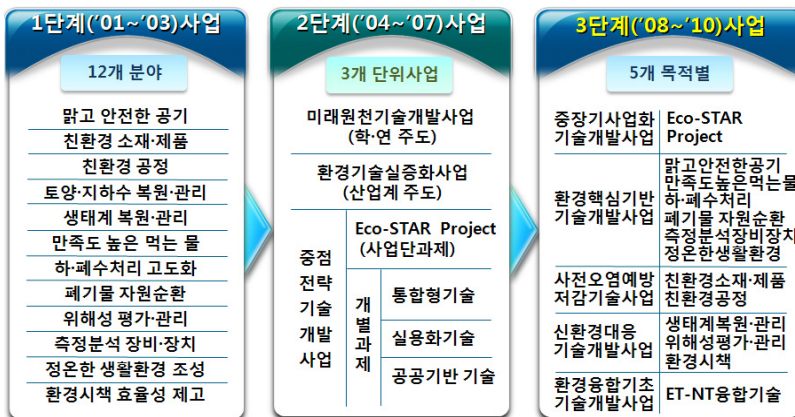 1단계('01~'03)사업
12개 분야
맑고 안전한 공기
친환경 소재·제품
친환경 공정
토양·지하수 복원·관리
생태계 복원·관리
만족도 높은 먹는 물
하·폐수처리 고도화
폐기물 자원순환
위해성 평가·관리
측정분석 장비·장치
정온한 생활환경 조성
환경시책 효율성 제고
2단계('04~'07)사업
3개 단위사업
미래원천기술개발사업
(학·연 주도)
환경기술실증화사업
(산업계 주도)
중점
전략
기술
개발
사업
Eco-STAR Project
(사업단과제)
개
별
과
제
통합형기술
실용화기술
공공기반 기술
3단계('08~'10)사업
5개 목적별
중장기사업화
기술개발사업
Eco-STAR
Project
환경핵심기반
기술개발사업
맑고안전한공기
만족도높은먹는물
하·폐수처리
폐기물 자원순환
측정분석장비장치
정온한생활환경
사전오염예방
저감기술사업
친환경소재·제품
친환경공정
신환경대응
기술개발사업
생태계복원·관리
위해성평가·관리
환경시책
환경융합기초
기술개발사업
ET-NT융합기술